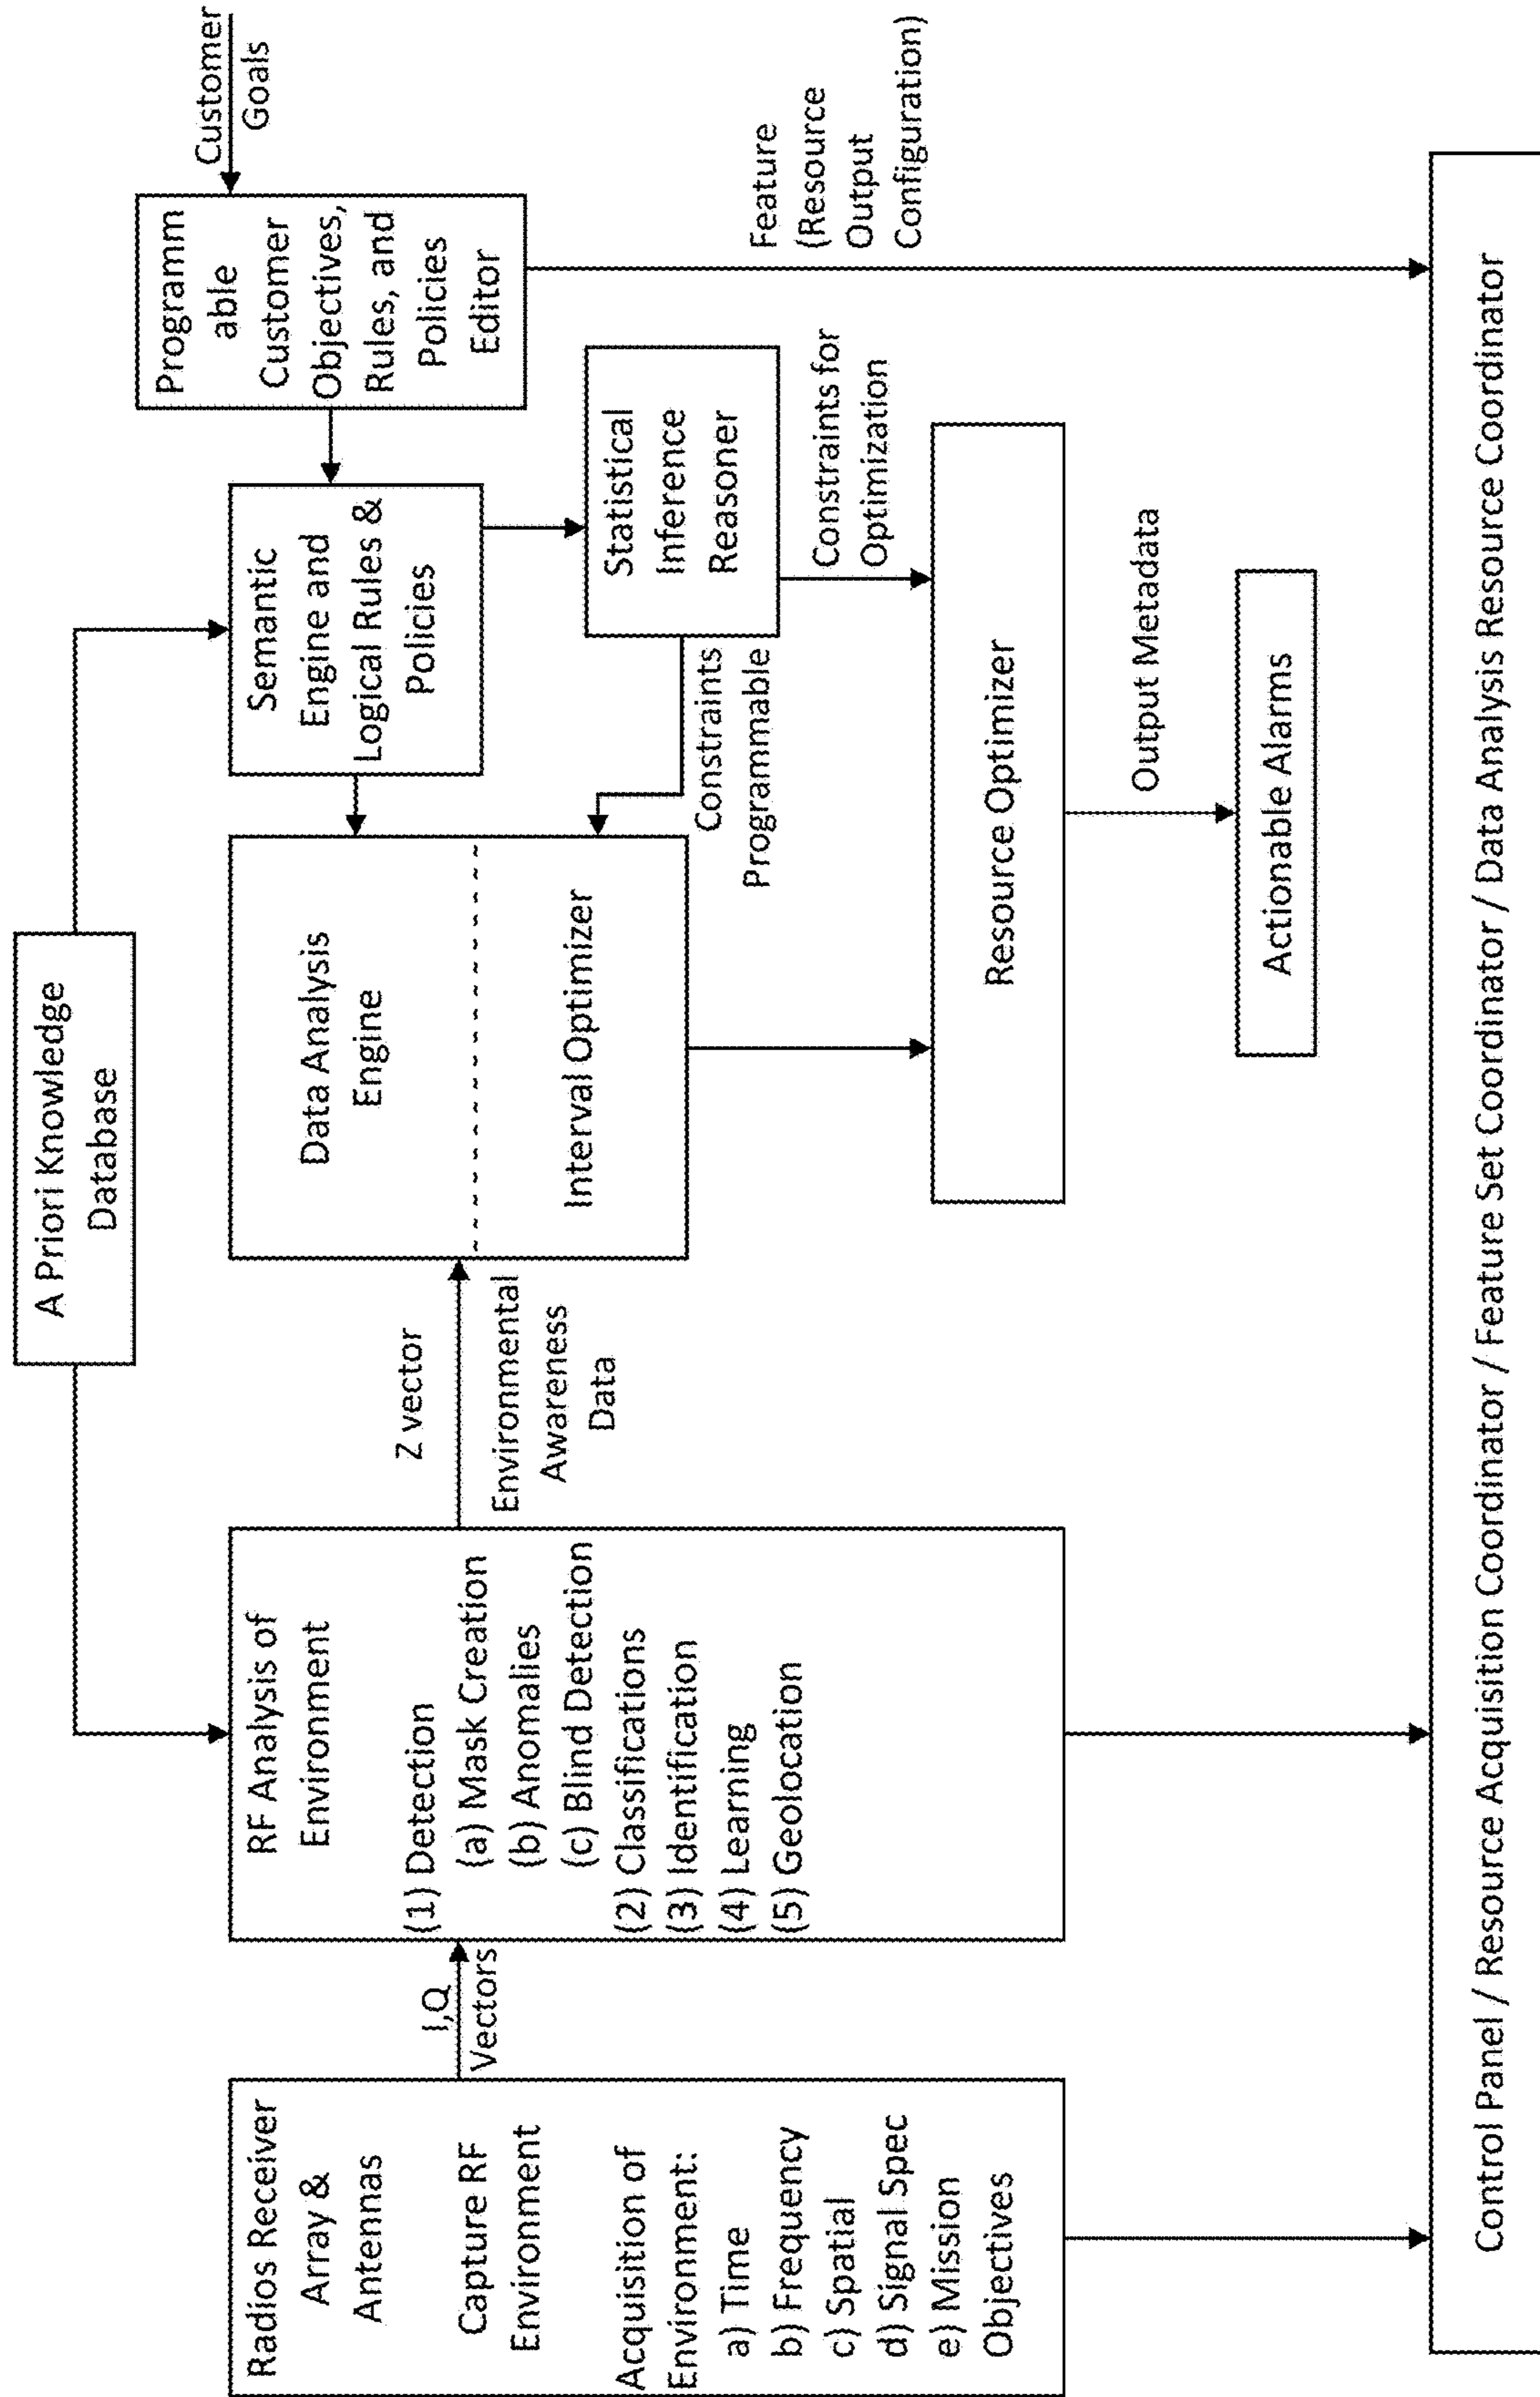 A Priori Knowledge
Database
Radios Receiver
Array &
Antennas
Capture RF
Environment
Acquisition of
Environment:
a) Time
b) Frequency
c) Spatial
d) Signal Spec
e) Mission
Objectives
I,Q
Vectors
RF Analysis of
Environment
(1) Detection
(a) Mask Creation
(b) Anomalies
(c) Blind Detection
(2) Classifications
(3) Identification
(4) Learning
(5) Geolocation
Z vector
Environmental
Awareness
Data
Data Analysis
Engine
Interval Optimizer
Semantic
Engine and
Logical Rules &
Policies
Programm
able
Customer
Objectives,
Rules, and
Policies
Editor
Customer
Goals
Statistical
Inference
Reasoner
Constraints
Programmable
Constraints for
Optimization
Feature
(Resource
Output
Configuration)
Resource Optimizer
Output Metadata
Actionable Alarms
Control Panel / Resource Acquisition Coordinator / Feature Set Coordinator / Data Analysis Resource Coordinator